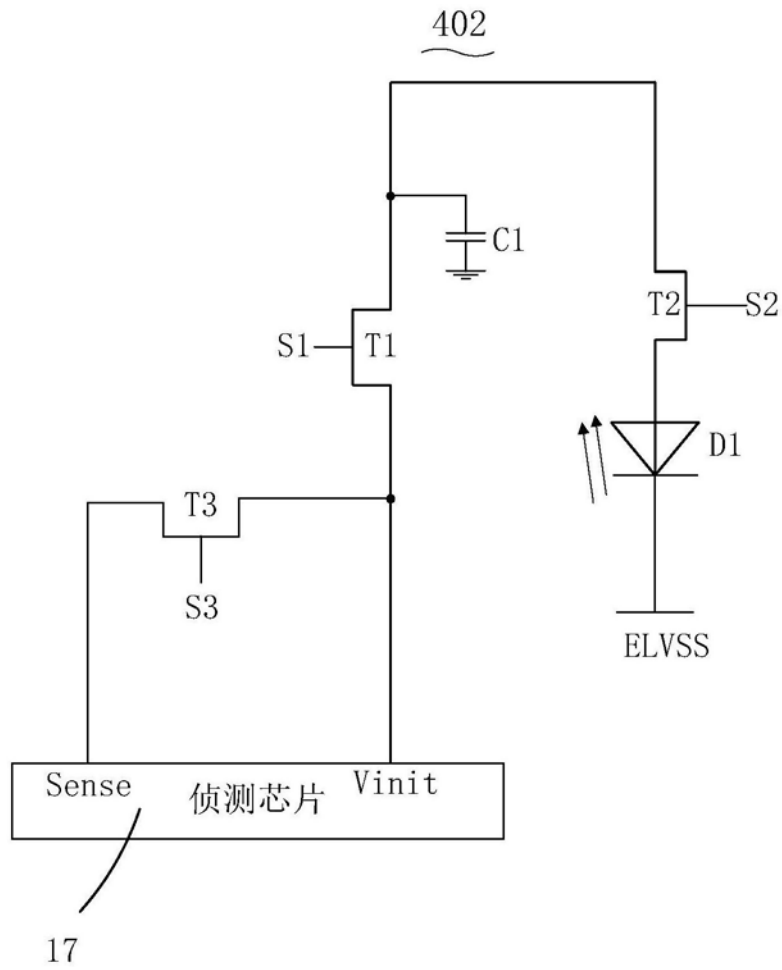 402
C1
T2
S2
S1
T1
D1
T3
S3
ELVSS
Sense
侦测芯片
Vinit
17